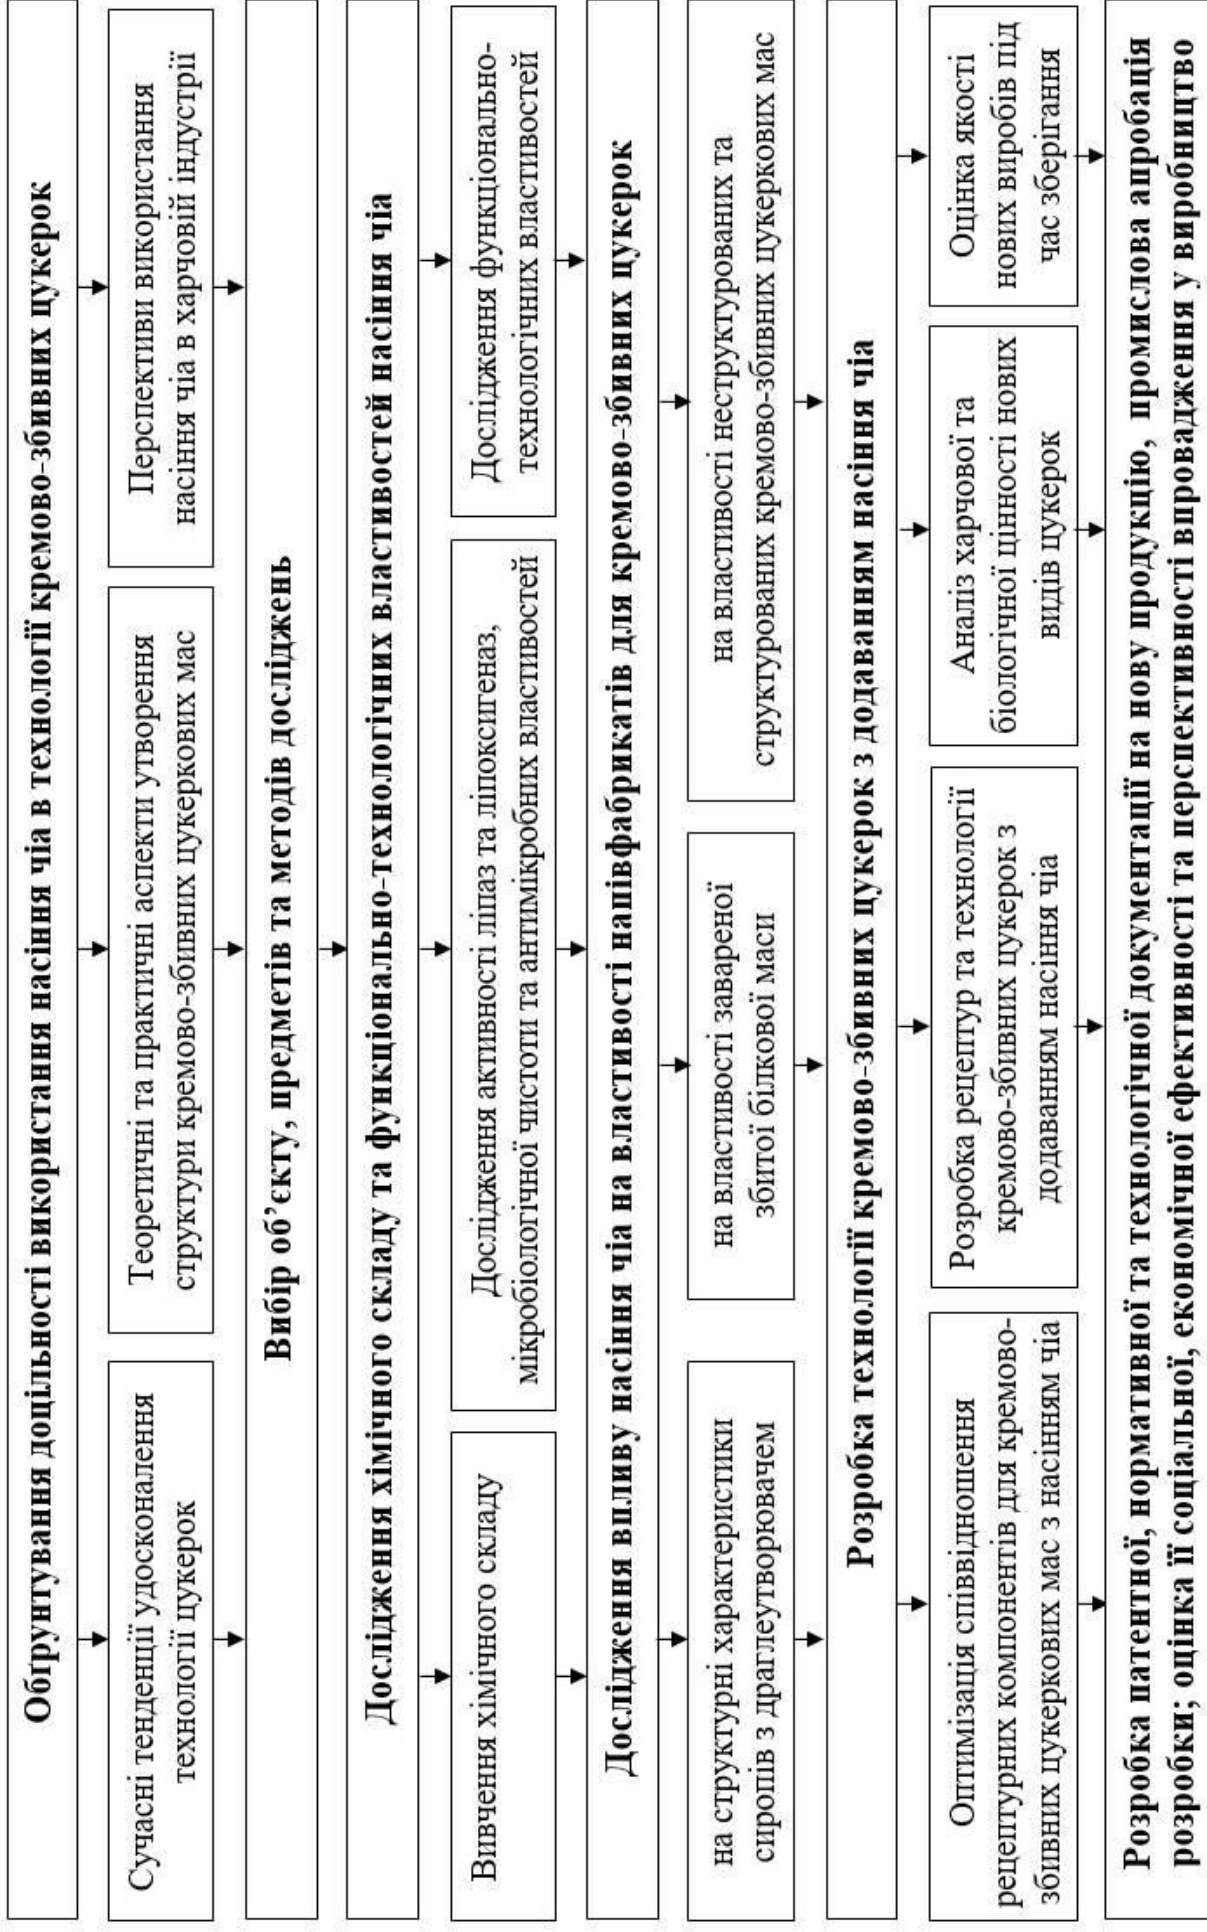 Обґрунтування доцільності використання насіння чіа в технології кремово-збивних цукерок
Сучасні тенденції удосконалення
технології цукерок
Теоретичні та практичні аспекти утворення
структури кремово-збивних цукеркових мас
Перспективи використання
насіння чіа в харчовій індустрії
Вибір об’єкту, предметів та методів досліджень
Дослідження хімічного складу та функціонально-технологічних властивостей насіння чіа
Вивчення хімічного складу
Дослідження активності ліпаз та ліпоксигеназ,
мікробіологічної чистоти та антимікробних властивостей
Дослідження функціонально-
технологічних властивостей
Дослідження впливу насіння чіа на властивості напівфабрикатів для кремово-збивних цукерок
на структурні характеристики
сиропів з драглеутворювачем
на властивості завареної
збитої білкової маси
на властивості неструктурованих та
структурованих кремово-збивних цукеркових мас
Розробка технології кремово-збивних цукерок з додаванням насіння чіа
Оптимізація співвідношення
рецептурних компонентів для кремово-
збивних цукеркових мас з насінням чіа
Розробка рецептур та технології
кремово-збивних цукерок з
додаванням насіння чіа
Аналіз харчової та
біологічної цінності нових
видів цукерок
Оцінка якості
нових виробів під
час зберігання
Розробка патентної, нормативної та технологічної документації на нову продукцію, промислова апробація
розробки; оцінка її соціальної, економічної ефективності та перспективності впровадження у виробництво